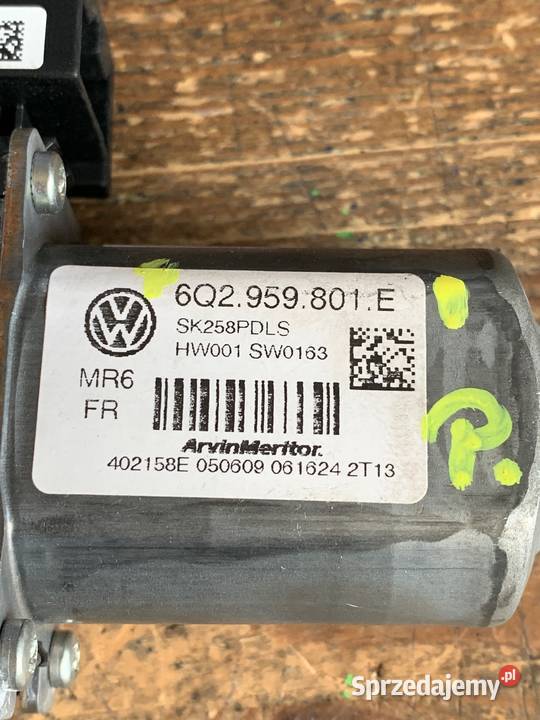 6Q2.959.801.E
SK258PDLS
HW001 SW0163
MR6
FR
ArvinMeritor.
402158E 050609 061624 2T13
P.
Sprzedajemy.pl